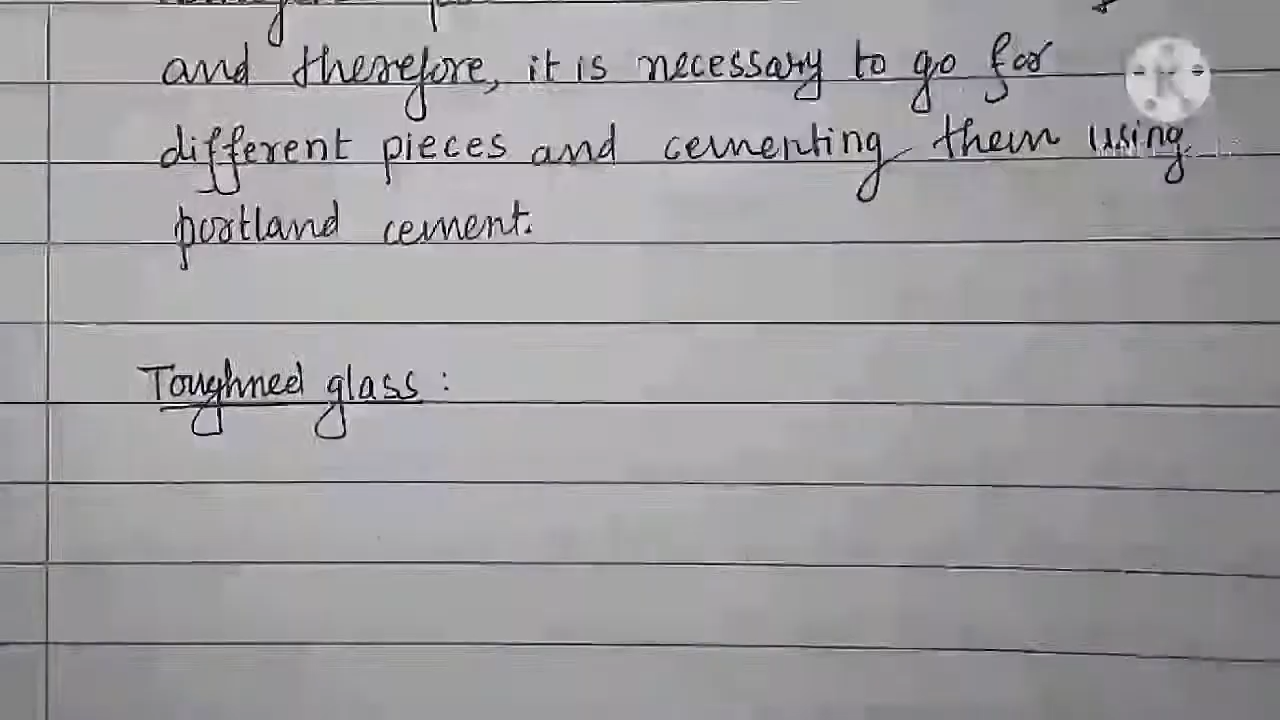 and therefore, it is necessary to go for
different pieces and cementing them using
portland cement.
Toughned glass :